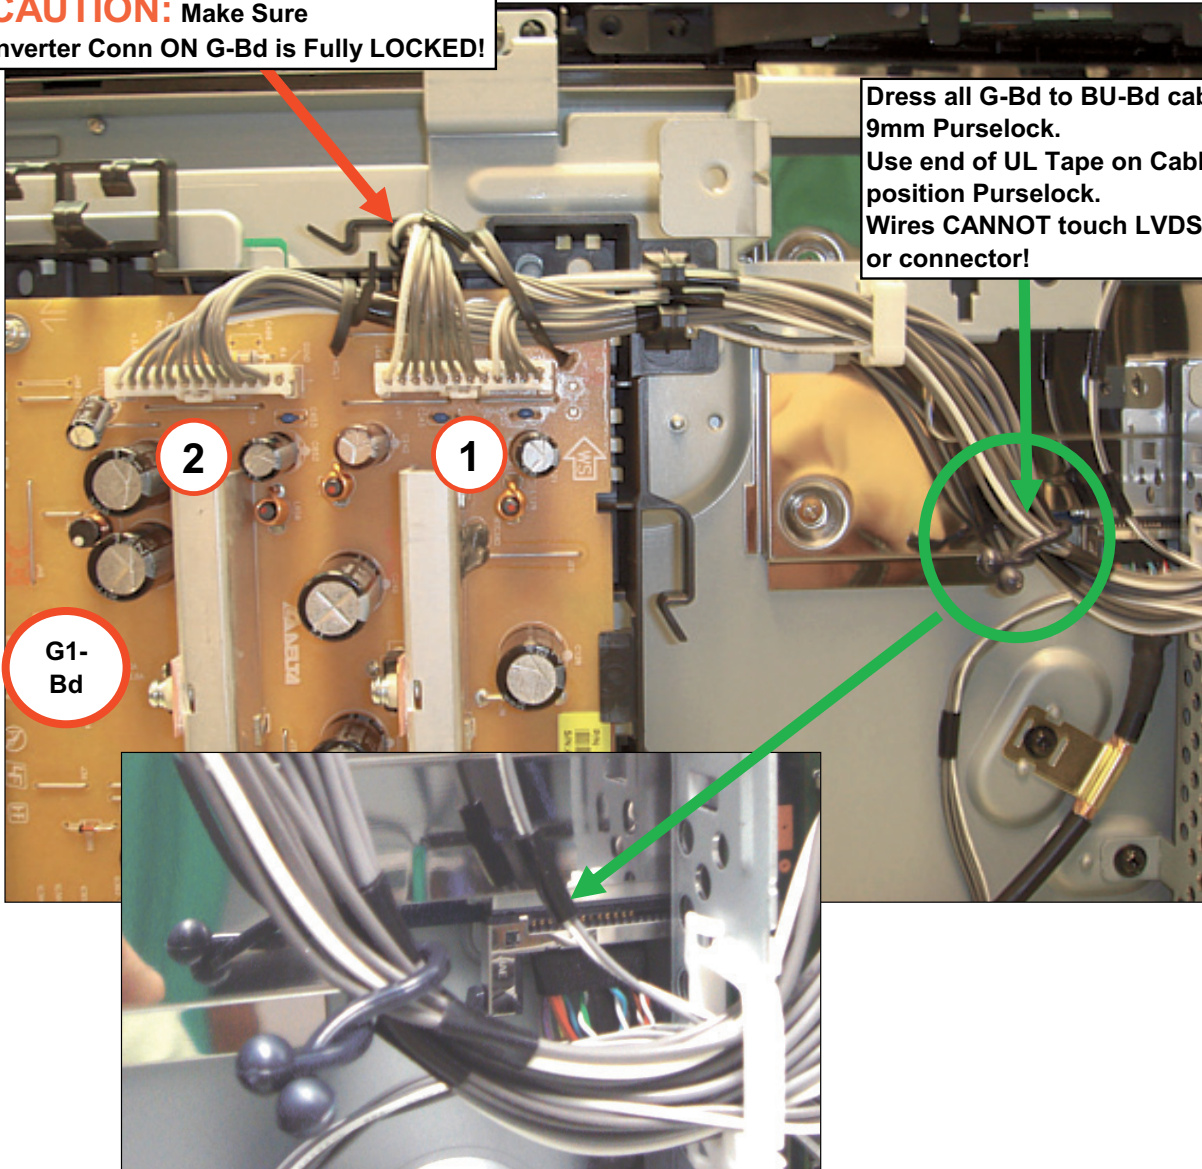 CAUTION: Make Sure
nverter Conn ON G-Bd is Fully LOCKED!
Dress all G-Bd to BU-Bd cab
9mm Purselock.
Use end of UL Tape on Cabl
position Purselock.
Wires CANNOT touch LVDS
or connector!
2
1
WS
G1-
Bd